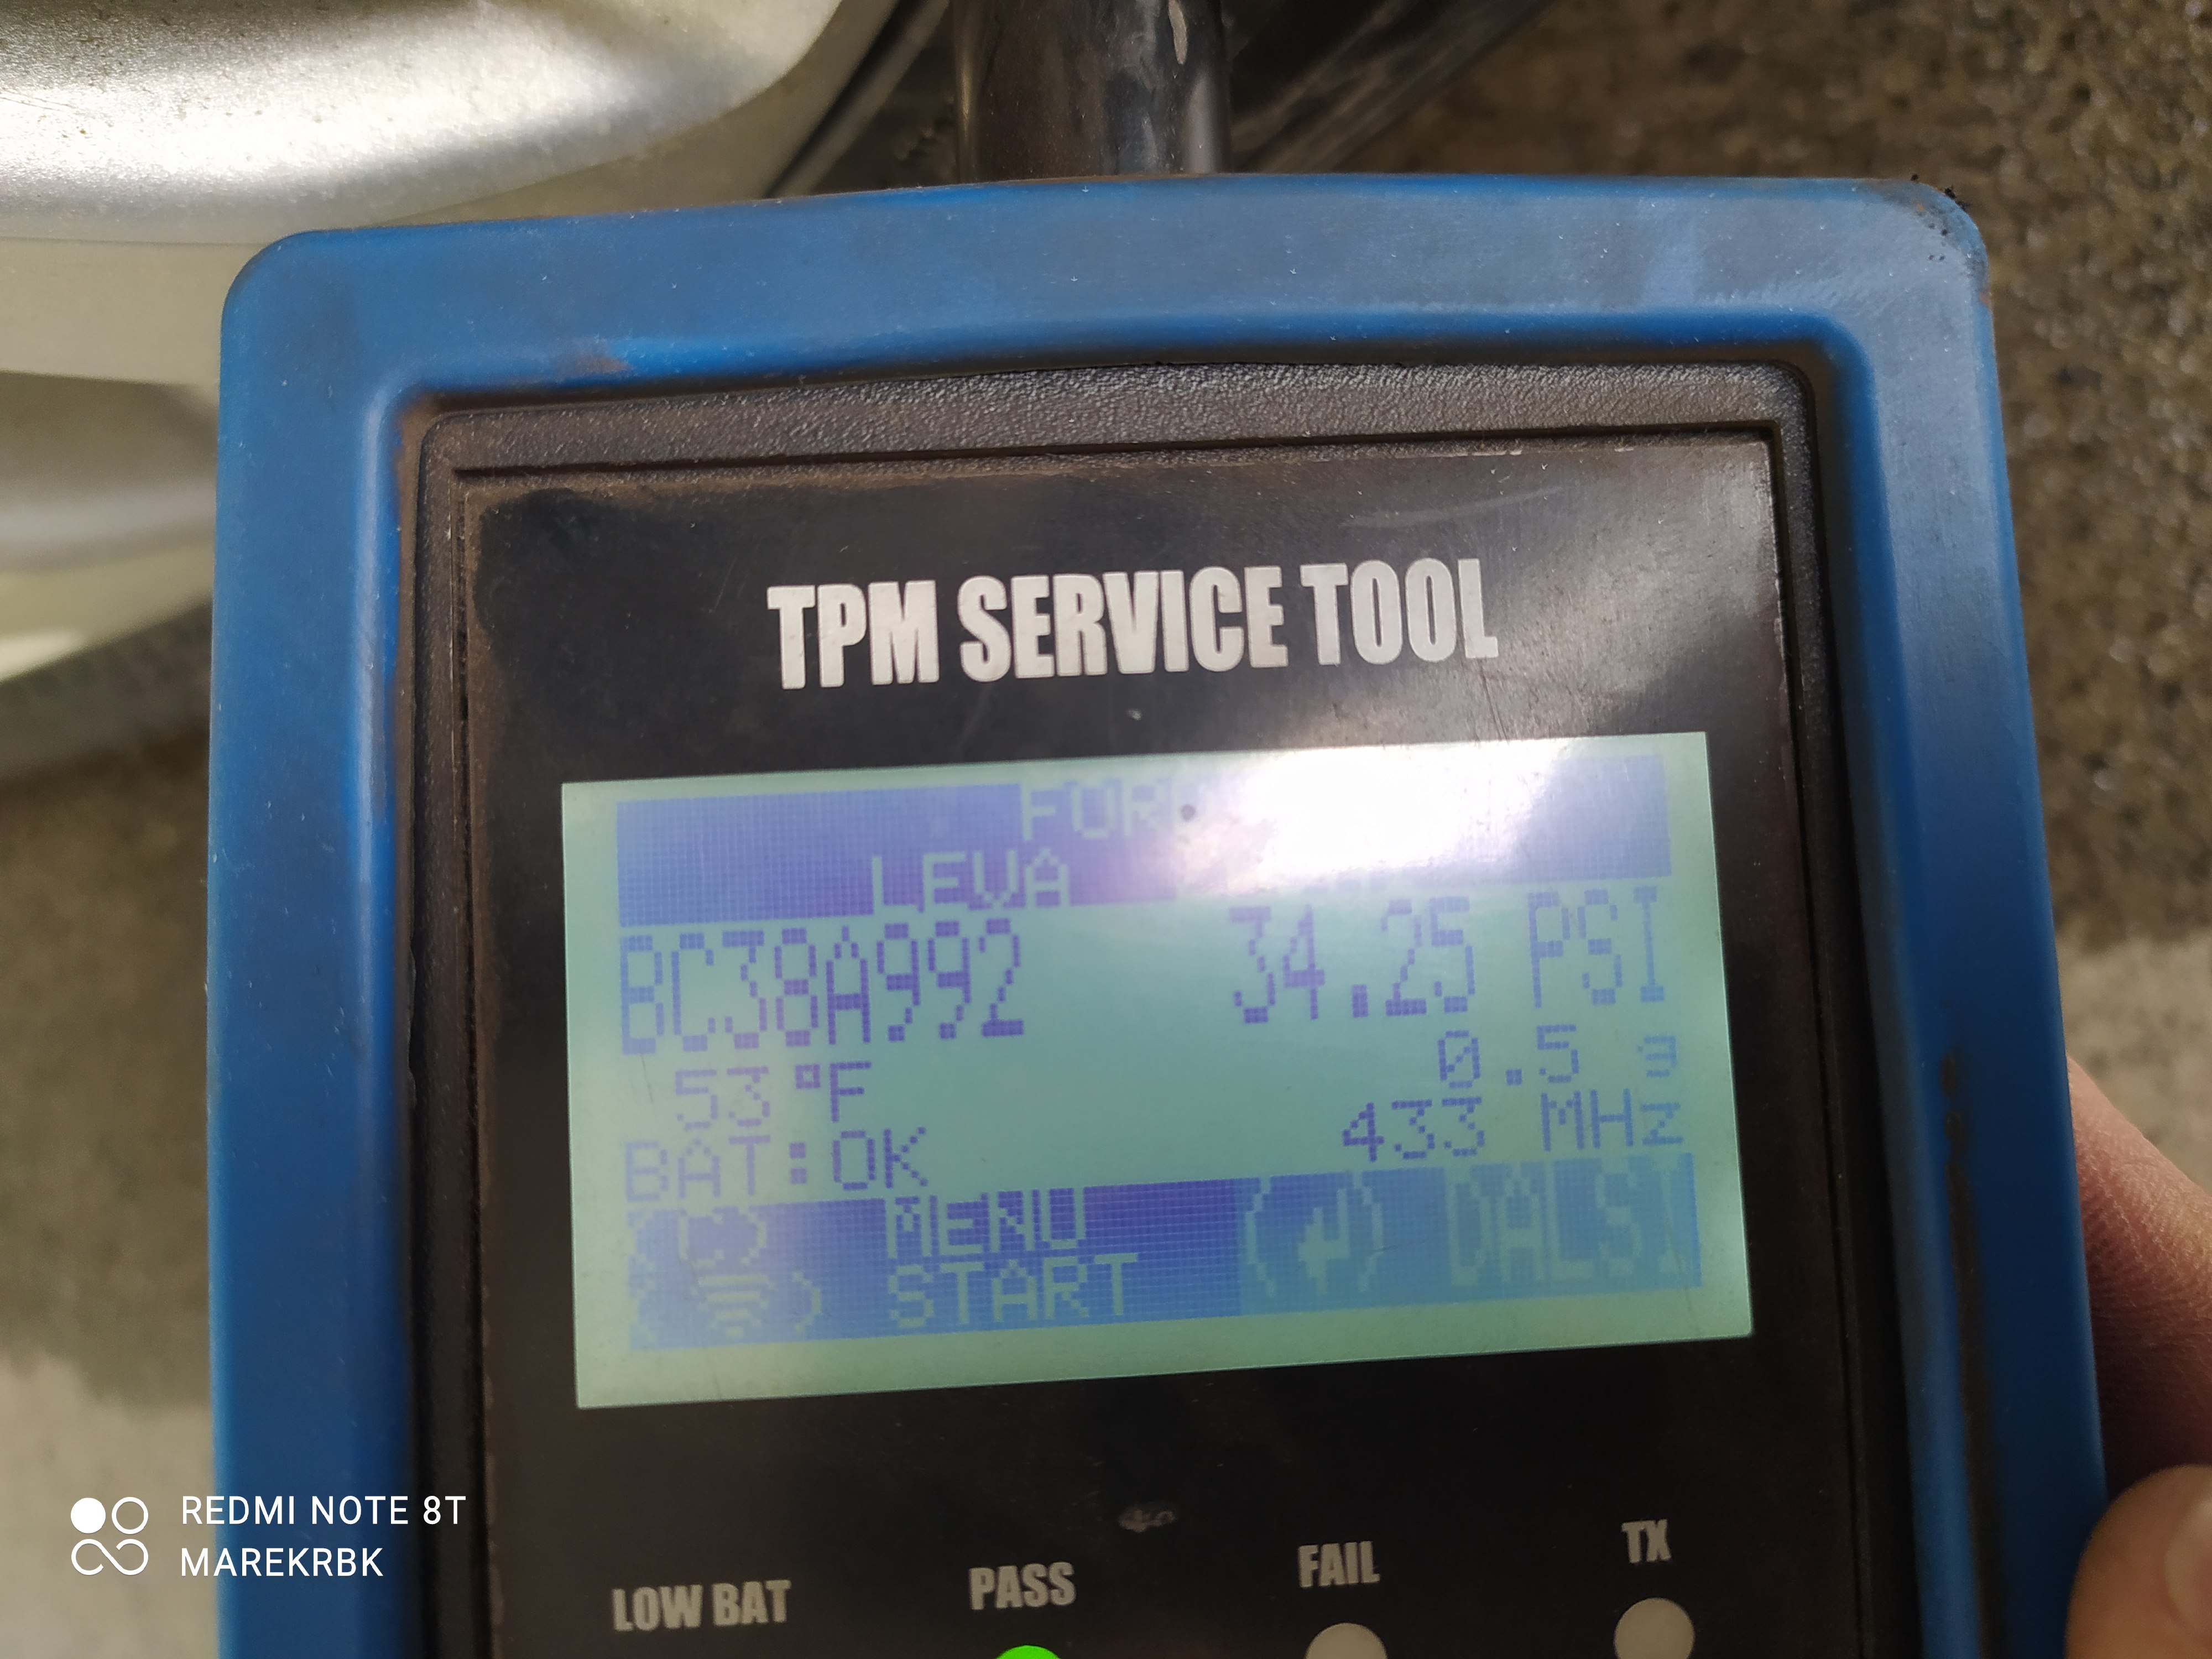 TPM SERVICE TOOL
FORD
LEVA
BC38A992 34.25 PSI
53°F 0.5 g
BAT:OK 433 MHz
MENU
START
DALSI
LOW BAT PASS FAIL TX
REDMI NOTE 8T
MAREKRBK